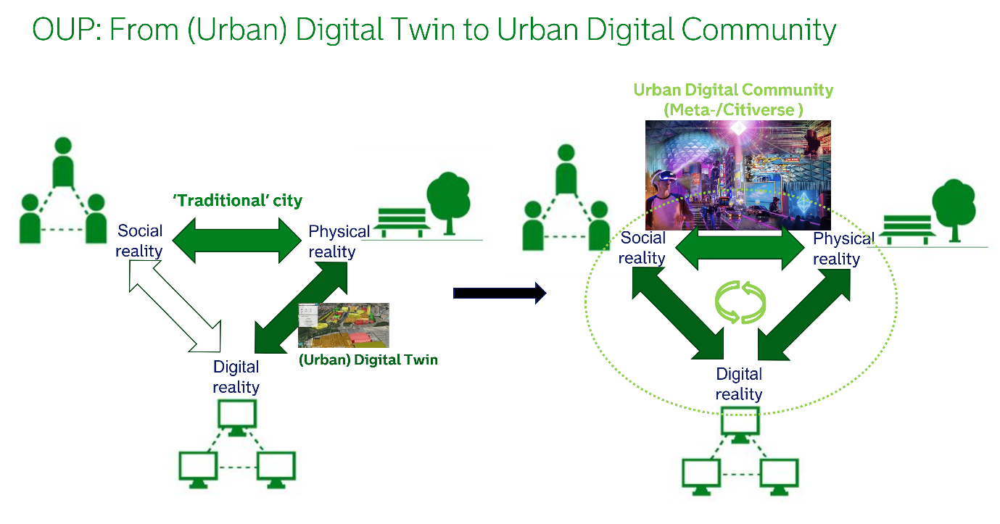 OUP: From (Urban) Digital Twin to Urban Digital Community
'Traditional' city
Social
reality
Physical
reality
(Urban) Digital Twin
Digital
reality
Urban Digital Community
(Meta-/Citiverse )
Social
reality
Physical
reality
Digital
reality